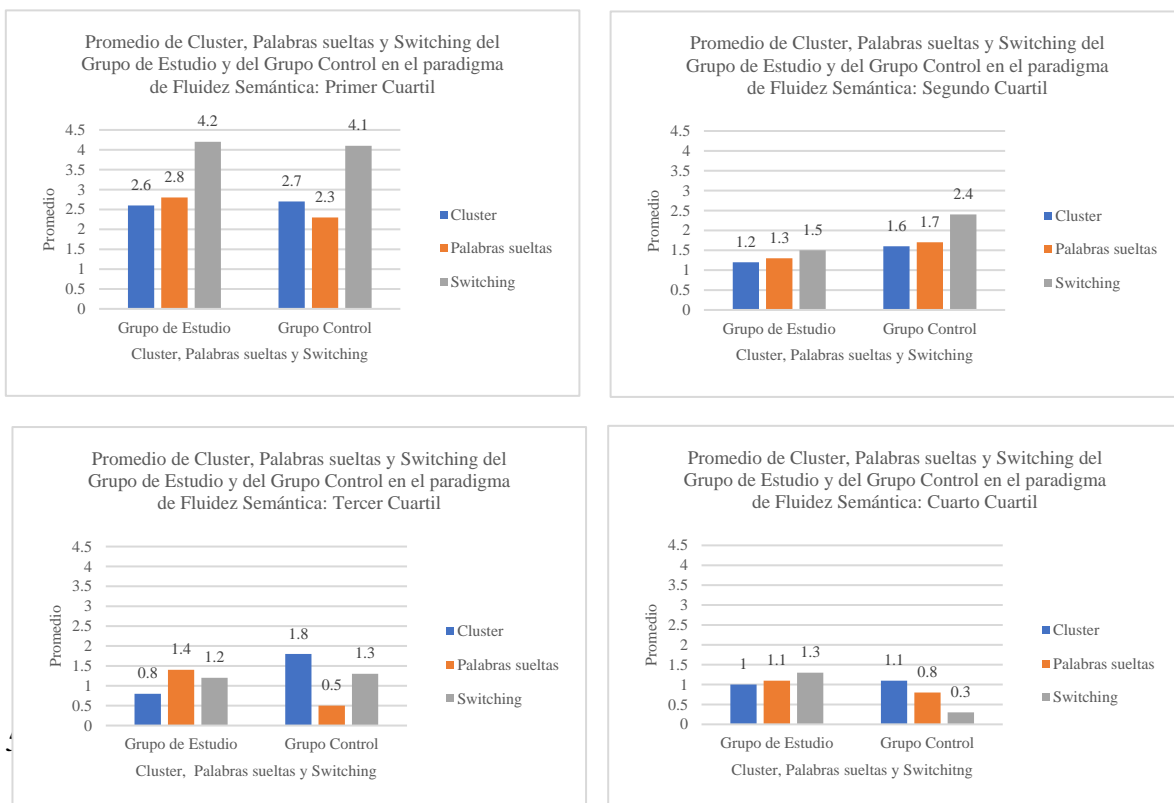 Promedio de Cluster, Palabras sueltas y Switching del
Grupo de Estudio y del Grupo Control en el paradigma
de Fluidez Semántica: Primer Cuartil
4.5
4
3.5
3
2.5
2
1.5
1
0.5
0
Promedio
2.6
2.8
4.2
2.7
2.3
4.1
Grupo de Estudio
Grupo Control
Cluster, Palabras sueltas y Switching
Cluster
Palabras sueltas
Switching
Promedio de Cluster, Palabras sueltas y Switching del
Grupo de Estudio y del Grupo Control en el paradigma
de Fluidez Semántica: Segundo Cuartil
4.5
4
3.5
3
2.5
2
1.5
1
0.5
0
Promedio
1.2
1.3
1.5
1.6
1.7
2.4
Grupo de Estudio
Grupo Control
Cluster, Palabras sueltas y Switching
Cluster
Palabras sueltas
Switching
Promedio de Cluster, Palabras sueltas y Switching del
Grupo de Estudio y del Grupo Control en el paradigma
de Fluidez Semántica: Tercer Cuartil
4.5
4
3.5
3
2.5
2
1.5
1
0.5
0
Promedio
0.8
1.4
1.2
1.8
0.5
1.3
Grupo de Estudio
Grupo Control
Cluster, Palabras sueltas y Switching
Cluster
Palabras sueltas
Switching
Promedio de Cluster, Palabras sueltas y Switching del
Grupo de Estudio y del Grupo Control en el paradigma
de Fluidez Semántica: Cuarto Cuartil
4.5
4
3.5
3
2.5
2
1.5
1
0.5
0
Promedio
1
1.1
1.3
1.1
0.8
0.3
Grupo de Estudio
Grupo Control
Cluster, Palabras sueltas y Switchitng
Cluster
Palabras sueltas
Switching